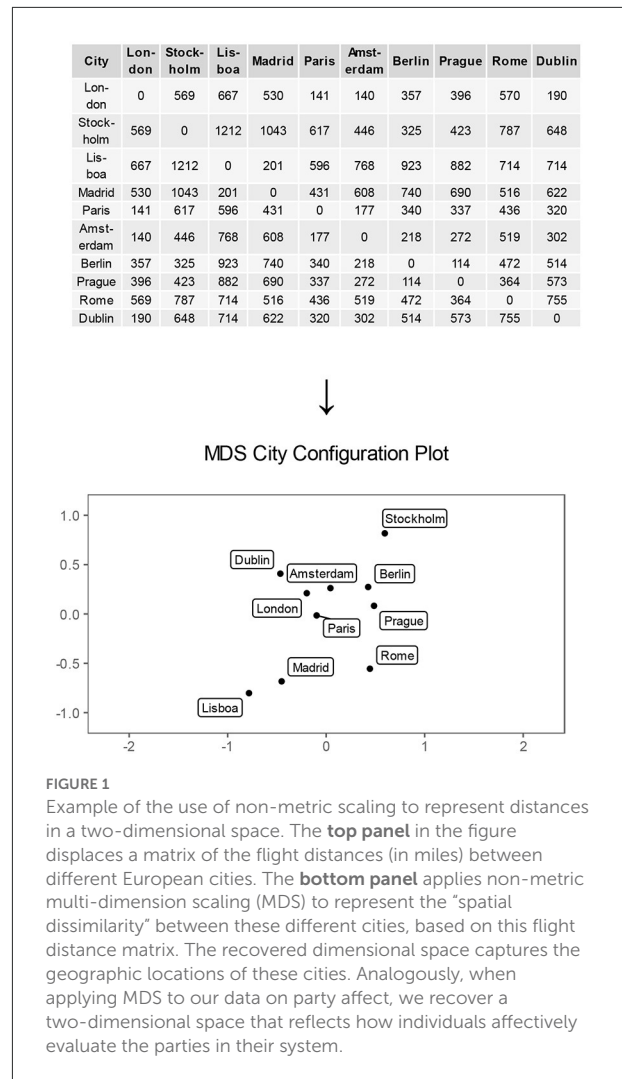 City Lon- Stock- Lis- Madrid Paris Amst- Berlin Prague Rome Dublin
don holm boa erdam
Lon-
don 0 569 667 530 141 140 357 396 570 190
Stock-
holm 569 0 1212 1043 617 446 325 423 787 648
Lis-
boa 667 1212 0 201 596 768 923 882 714 714
Madrid 530 1043 201 0 431 608 740 690 516 622
Paris 141 617 596 431 0 177 340 337 436 320
Amst-
erdam 140 446 768 608 177 0 218 272 519 302
Berlin 357 325 923 740 340 218 0 114 472 514
Prague 396 423 882 690 337 272 114 0 364 573
Rome 569 787 714 516 436 519 472 364 0 755
Dublin 190 648 714 622 320 302 514 573 755 0
MDS City Configuration Plot
1.0
0.5
0.0
-0.5
-1.0
Stockholm
Dublin
Amsterdam
Berlin
London
Paris
Prague
Rome
Madrid
Lisboa
-2 -1 0 1 2
FIGURE 1
Example of the use of non-metric scaling to represent distances
in a two-dimensional space. The top panel in the figure
displaces a matrix of the flight distances (in miles) between
different European cities. The bottom panel applies non-metric
multi-dimension scaling (MDS) to represent the “spatial
dissimilarity” between these different cities, based on this flight
distance matrix. The recovered dimensional space captures the
geographic locations of these cities. Analogously, when
applying MDS to our data on party affect, we recover a
two-dimensional space that reflects how individuals affectively
evaluate the parties in their system.